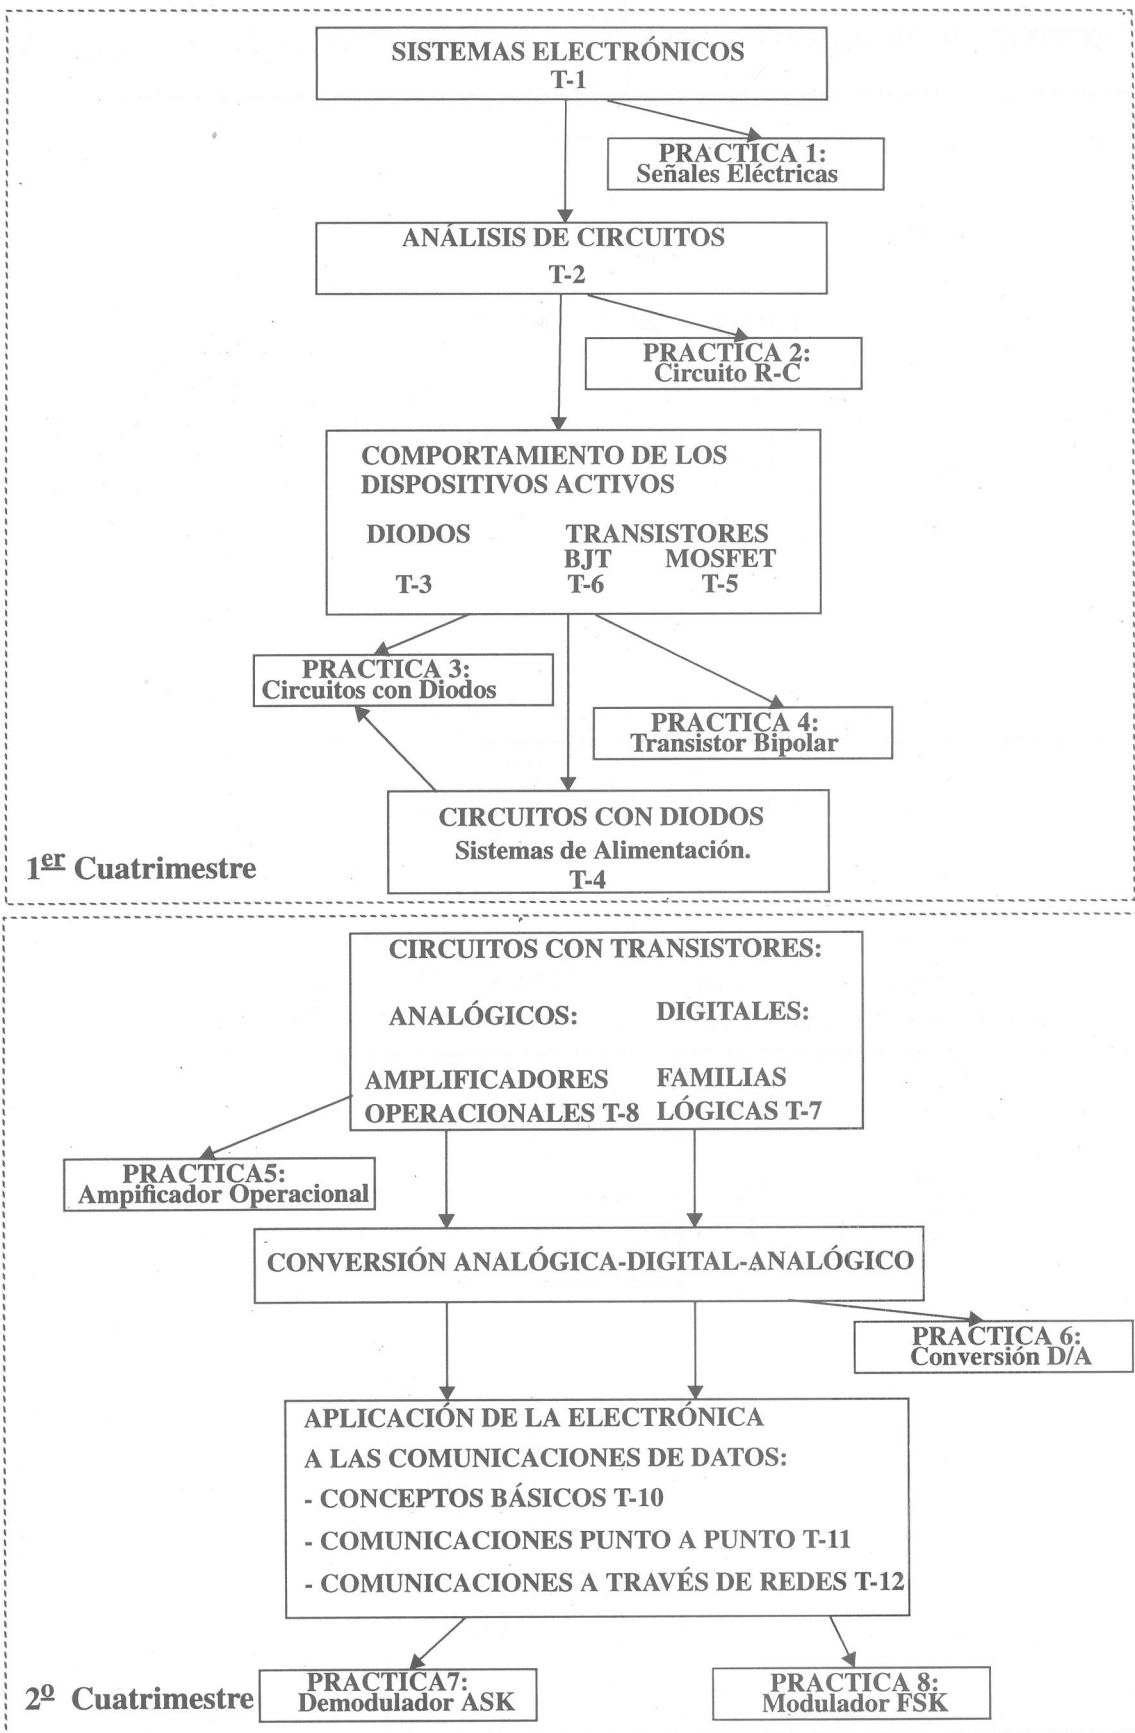 SISTEMAS ELECTRÓNICOS
T-1
PRACTICA 1:
Señales Eléctricas
ANÁLISIS DE CIRCUITOS
T-2
PRACTICA 2:
Circuito R-C
COMPORTAMIENTO DE LOS
DISPOSITIVOS ACTIVOS
DIODOS TRANSISTORES
BJT MOSFET
T-3 T-6 T-5
PRACTICA 3:
Circuitos con Diodos
PRACTICA 4:
Transistor Bipolar
CIRCUITOS CON DIODOS
Sistemas de Alimentación.
T-4
1er Cuatrimestre
CIRCUITOS CON TRANSISTORES:
ANALÓGICOS: DIGITALES:
AMPLIFICADORES FAMILIAS
OPERACIONALES T-8 LÓGICAS T-7
PRACTICA5:
Ampificador Operacional
CONVERSIÓN ANALÓGICA-DIGITAL-ANALÓGICO
PRACTICA 6:
Conversión D/A
APLICACIÓN DE LA ELECTRÓNICA
A LAS COMUNICACIONES DE DATOS:
- CONCEPTOS BÁSICOS T-10
- COMUNICACIONES PUNTO A PUNTO T-11
- COMUNICACIONES A TRAVÉS DE REDES T-12
PRACTICA7:
Demodulador ASK
PRACTICA 8:
Modulador FSK
2º Cuatrimestre